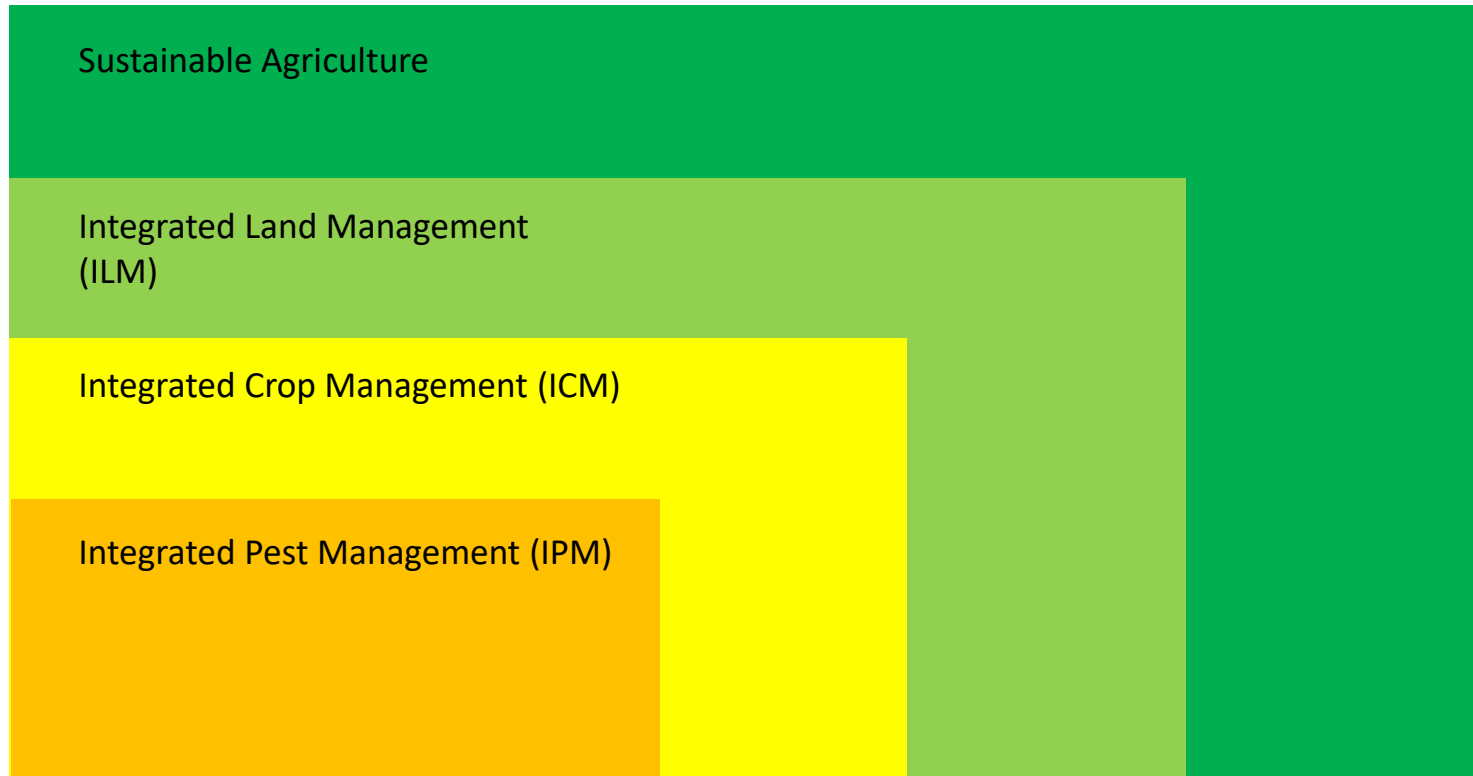 Sustainable Agriculture
Integrated Land Management
(ILM)
Integrated Crop Management (ICM)
Integrated Pest Management (IPM)